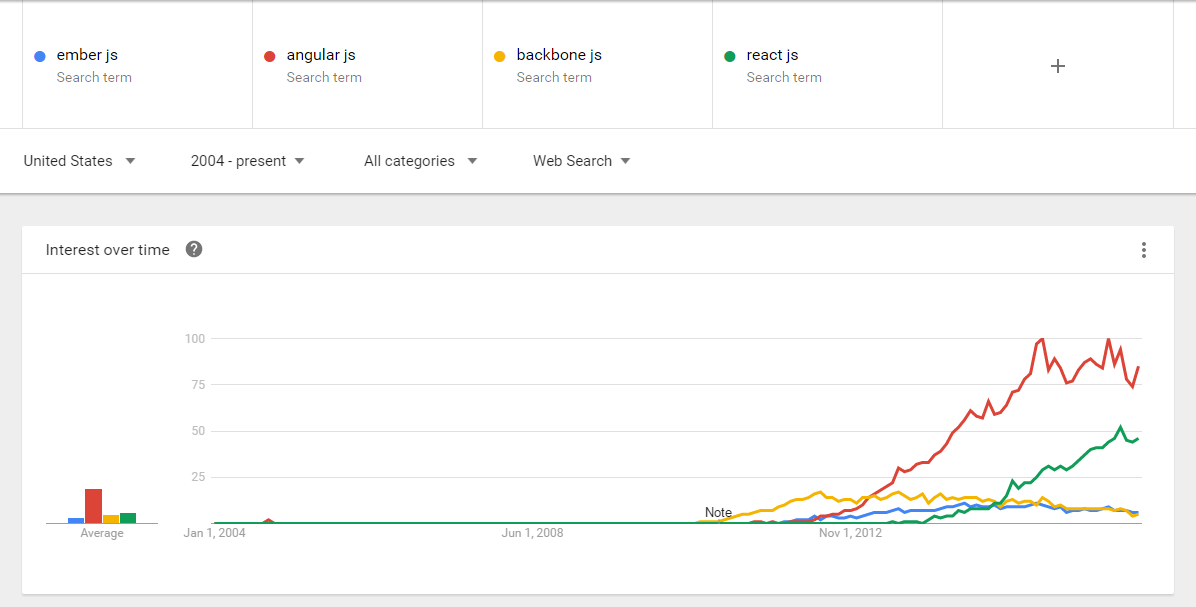 ember js
Search term
angular js
Search term
backbone js
Search term
react js
Search term
+
United States
2004 - present
All categories
Web Search
Interest over time
?
100
75
50
25
Note
Average
Jan 1, 2004
Jun 1, 2008
Nov 1, 2012